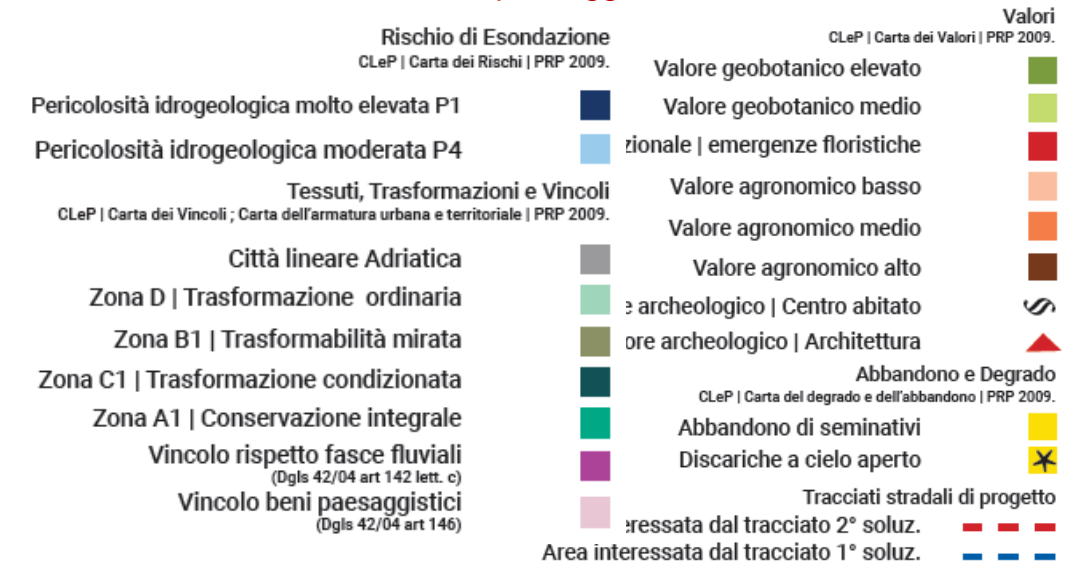 Rischio di Esondazione
CLeP | Carta dei Rischi | PRP 2009.
Pericolosità idrogeologica molto elevata P1
Pericolosità idrogeologica moderata P4
Tessuti, Trasformazioni e Vincoli
CLeP | Carta dei Vincoli ; Carta dell'armatura urbana e territoriale | PRP 2009.
Città lineare Adriatica
Zona D | Trasformazione ordinaria
Zona B1 | Trasformabilità mirata
Zona C1 | Trasformazione condizionata
Zona A1 | Conservazione integrale
Vincolo rispetto fasce fluviali
(Dgls 42/04 art 142 lett. c)
Vincolo beni paesaggistici
(Dgls 42/04 art 146)
Valori
CLeP | Carta dei Valori | PRP 2009.
Valore geobotanico elevato
Valore geobotanico medio
zionale | emergenze floristiche
Valore agronomico basso
Valore agronomico medio
Valore agronomico alto
e archeologico | Centro abitato
ore archeologico | Architettura
Abbandono e Degrado
CLeP | Carta del degrado e dell'abbandono | PRP 2009.
Abbandono di seminativi
Discariche a cielo aperto
Tracciati stradali di progetto
eressata dal tracciato 2° soluz.
Area interessata dal tracciato 1° soluz.